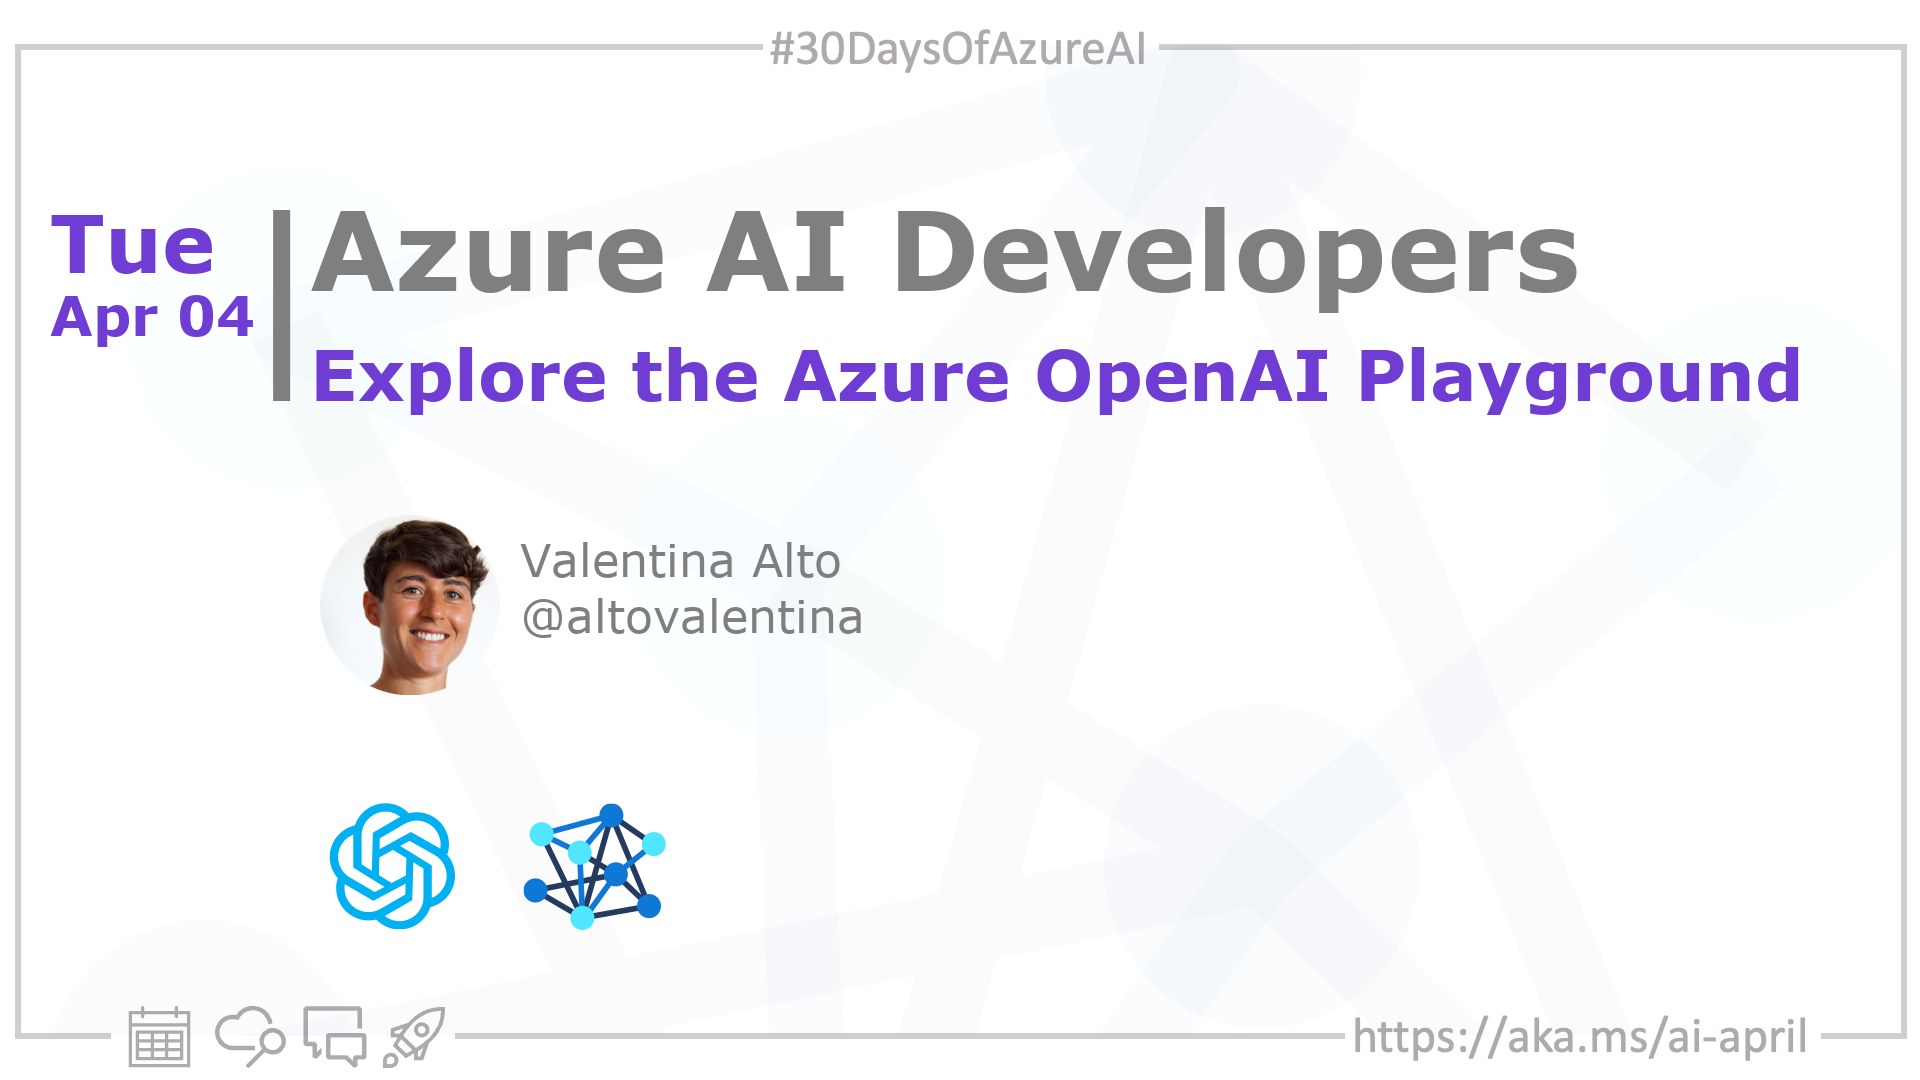 #30DaysOfAzureAI
Tue
Apr 04
Azure AI Developers
Explore the Azure OpenAI Playground
Valentina Alto
@altovalentina
https://aka.ms/ai-april